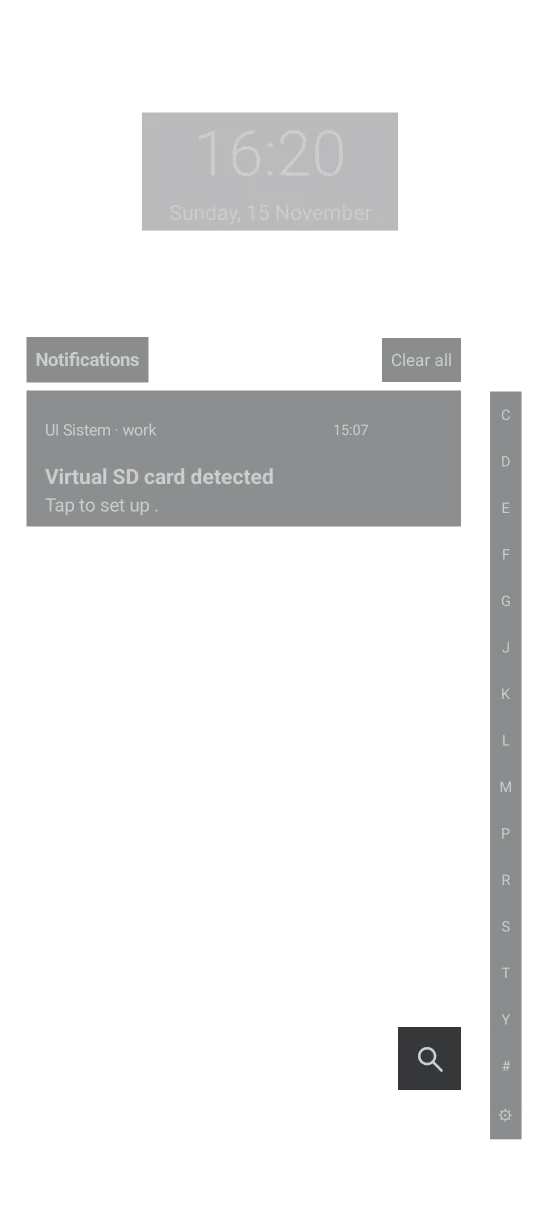 16:20
Sunday, 15 November
Notifications
Clear all
UI Sistem · work 15:07
Virtual SD card detected
Tap to set up .
C
D
E
F
G
J
K
L
M
P
R
S
T
Y
#